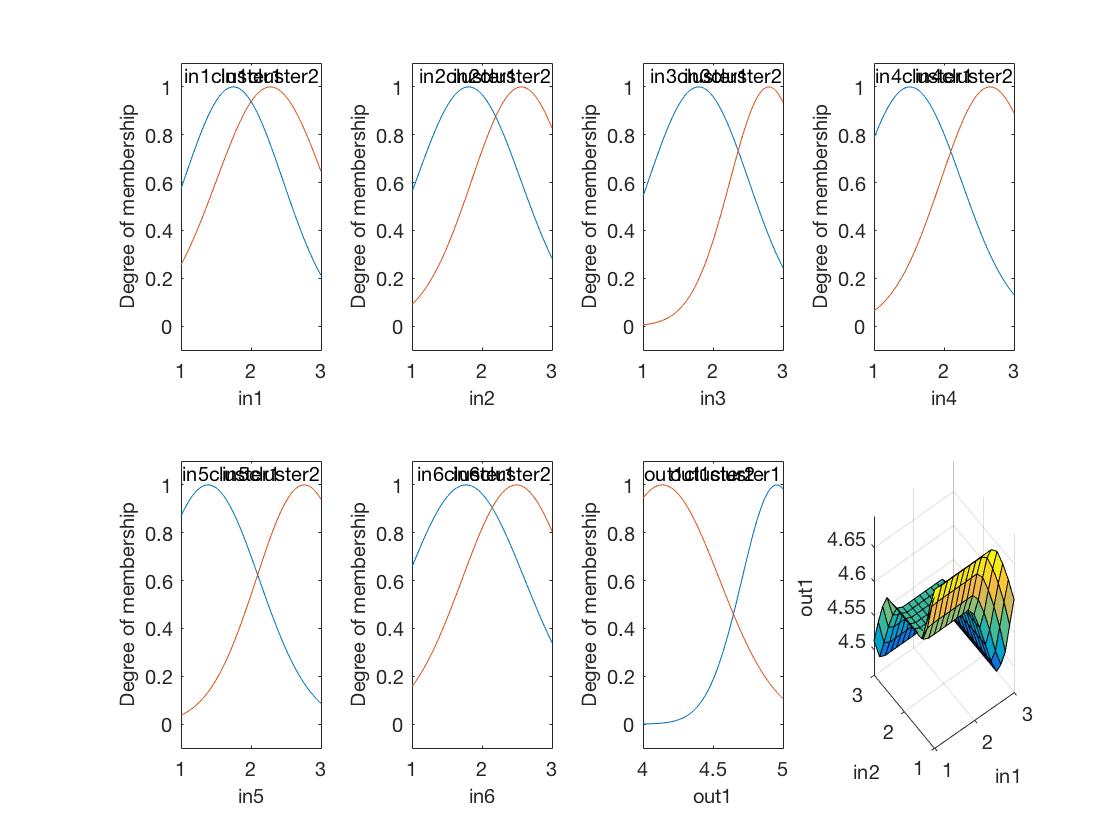 in1cluster1 in1cluster2
in2cluster1 in2cluster2
in3cluster1 in3cluster2
in4cluster1 in4cluster2
1
0.8
0.6
0.4
0.2
0
Degree of membership
1 2 3
in1
1
0.8
0.6
0.4
0.2
0
Degree of membership
1 2 3
in2
1
0.8
0.6
0.4
0.2
0
Degree of membership
1 2 3
in3
1
0.8
0.6
0.4
0.2
0
Degree of membership
1 2 3
in4
in5cluster1 in5cluster2
in6cluster1 in6cluster2
out1cluster2 out1cluster1
1
0.8
0.6
0.4
0.2
0
Degree of membership
1 2 3
in5
1
0.8
0.6
0.4
0.2
0
Degree of membership
1 2 3
in6
1
0.8
0.6
0.4
0.2
0
Degree of membership
4 4.5 5
out1
4.65
4.6
4.55
4.5
out1
3
2
1
in2
1
2
3
in1